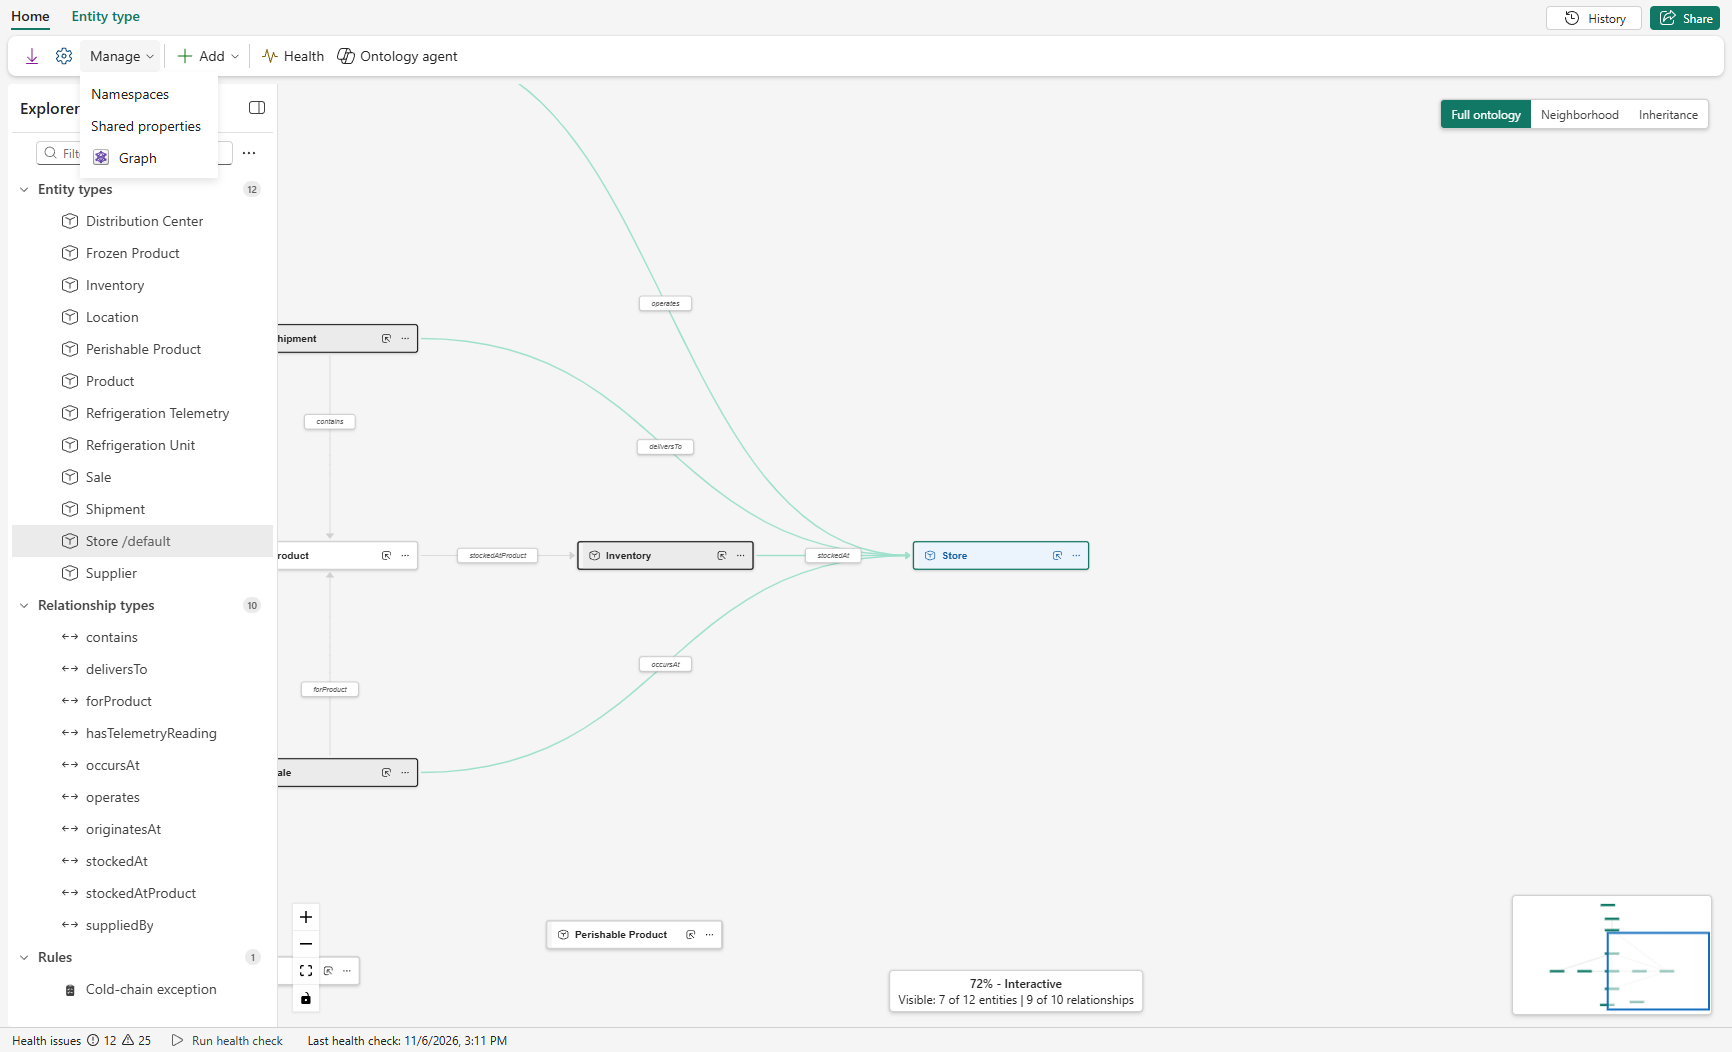 Home
Entity type
History
Share
Manage
Add
Health
Ontology agent
Namespaces
Shared properties
Graph
Explorer
Entity types
12
Distribution Center
Frozen Product
Inventory
Location
Perishable Product
Product
Refrigeration Telemetry
Refrigeration Unit
Sale
Shipment
Store /default
Supplier
Relationship types
10
contains
deliversTo
forProduct
hasTelemetryReading
occursAt
operates
originatesAt
stockedAt
stockedAtProduct
suppliedBy
Rules
1
Cold-chain exception
Full ontology
Neighborhood
Inheritance
operates
hipment
contains
deliversTo
roduct
stockedAtProduct
Inventory
stockedAt
Store
forProduct
occursAt
ale
Perishable Product
72% - Interactive
Visible: 7 of 12 entities | 9 of 10 relationships
Health issues 12 25
Run health check
Last health check: 11/6/2026, 3:11 PM